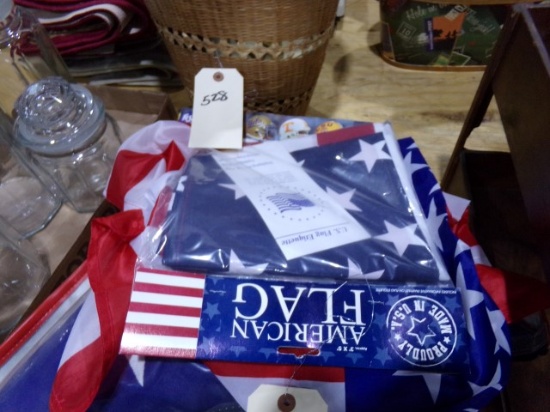 528
U.S. Flag Etiquette
AMERICAN
FLAG
PROUDLY
MADE IN U.S.A.